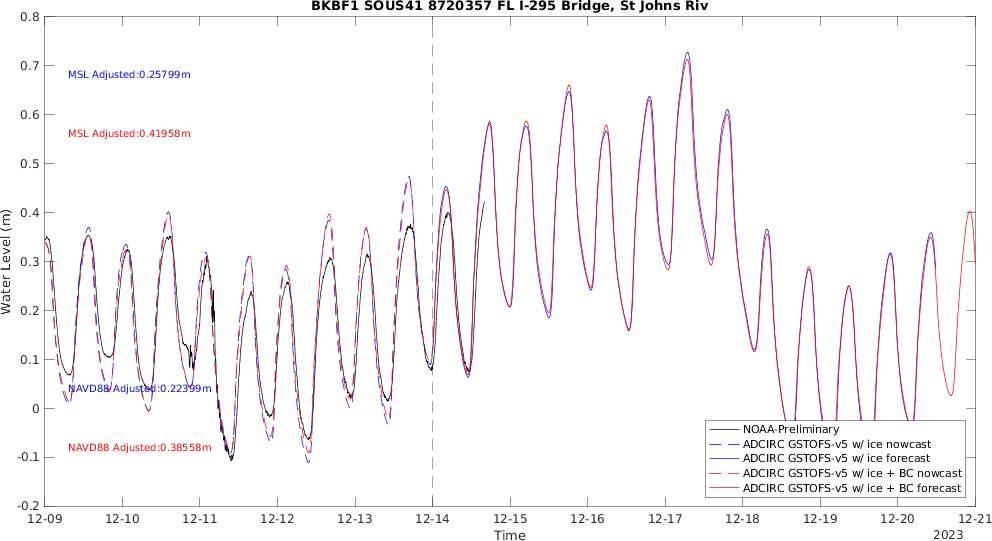 BKBF1 SOUS41 8720357 FL I-295 Bridge, St Johns Riv
0.8
0.7
0.6
0.5
0.4
0.3
0.2
0.1
0
-0.1
-0.2
Water Level (m)
MSL Adjusted:0.25799m
MSL Adjusted:0.41958m
NAVD88 Adjusted:0.22399m
NAVD88 Adjusted:0.38558m
NOAA-Preliminary
ADCIRC GSTOFS-v5 w/ ice nowcast
ADCIRC GSTOFS-v5 w/ ice forecast
ADCIRC GSTOFS-v5 w/ ice + BC nowcast
ADCIRC GSTOFS-v5 w/ ice + BC forecast
12-09 12-10 12-11 12-12 12-13 12-14 12-15 12-16 12-17 12-18 12-19 12-20 12-21
Time
2023